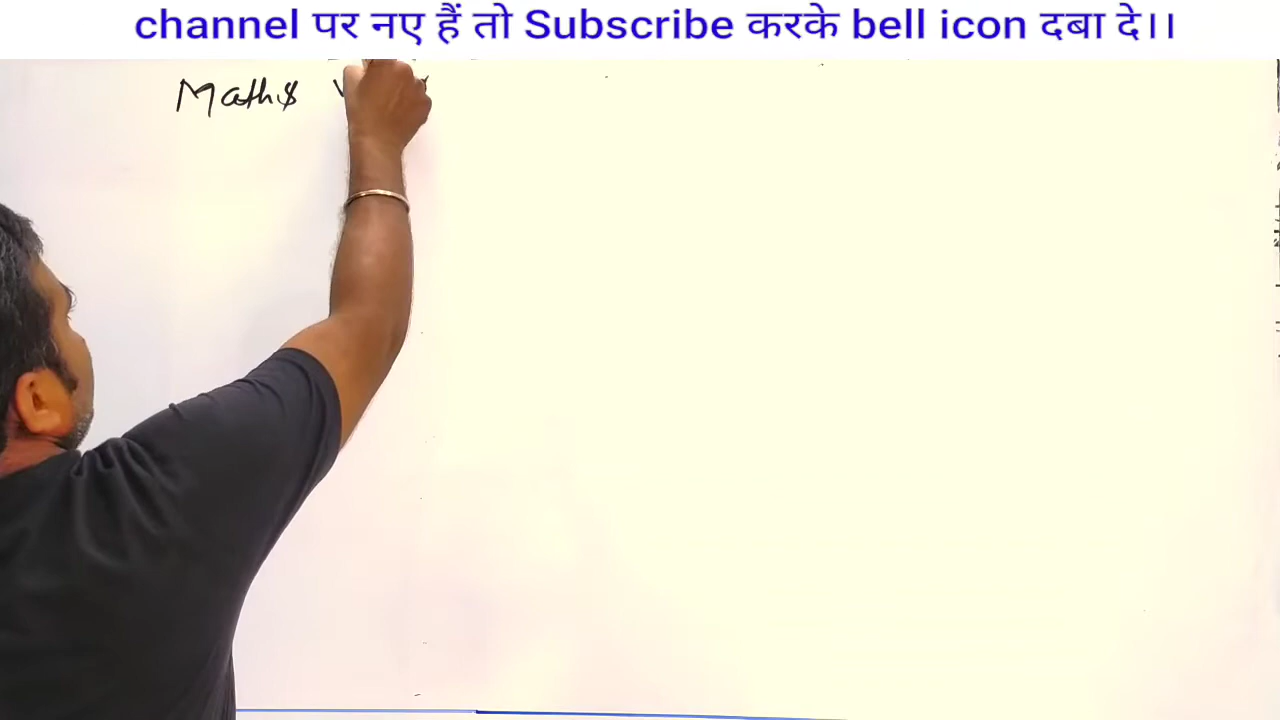 channel पर नए हैं तो Subscribe करके bell icon दबा दे।।
Maths